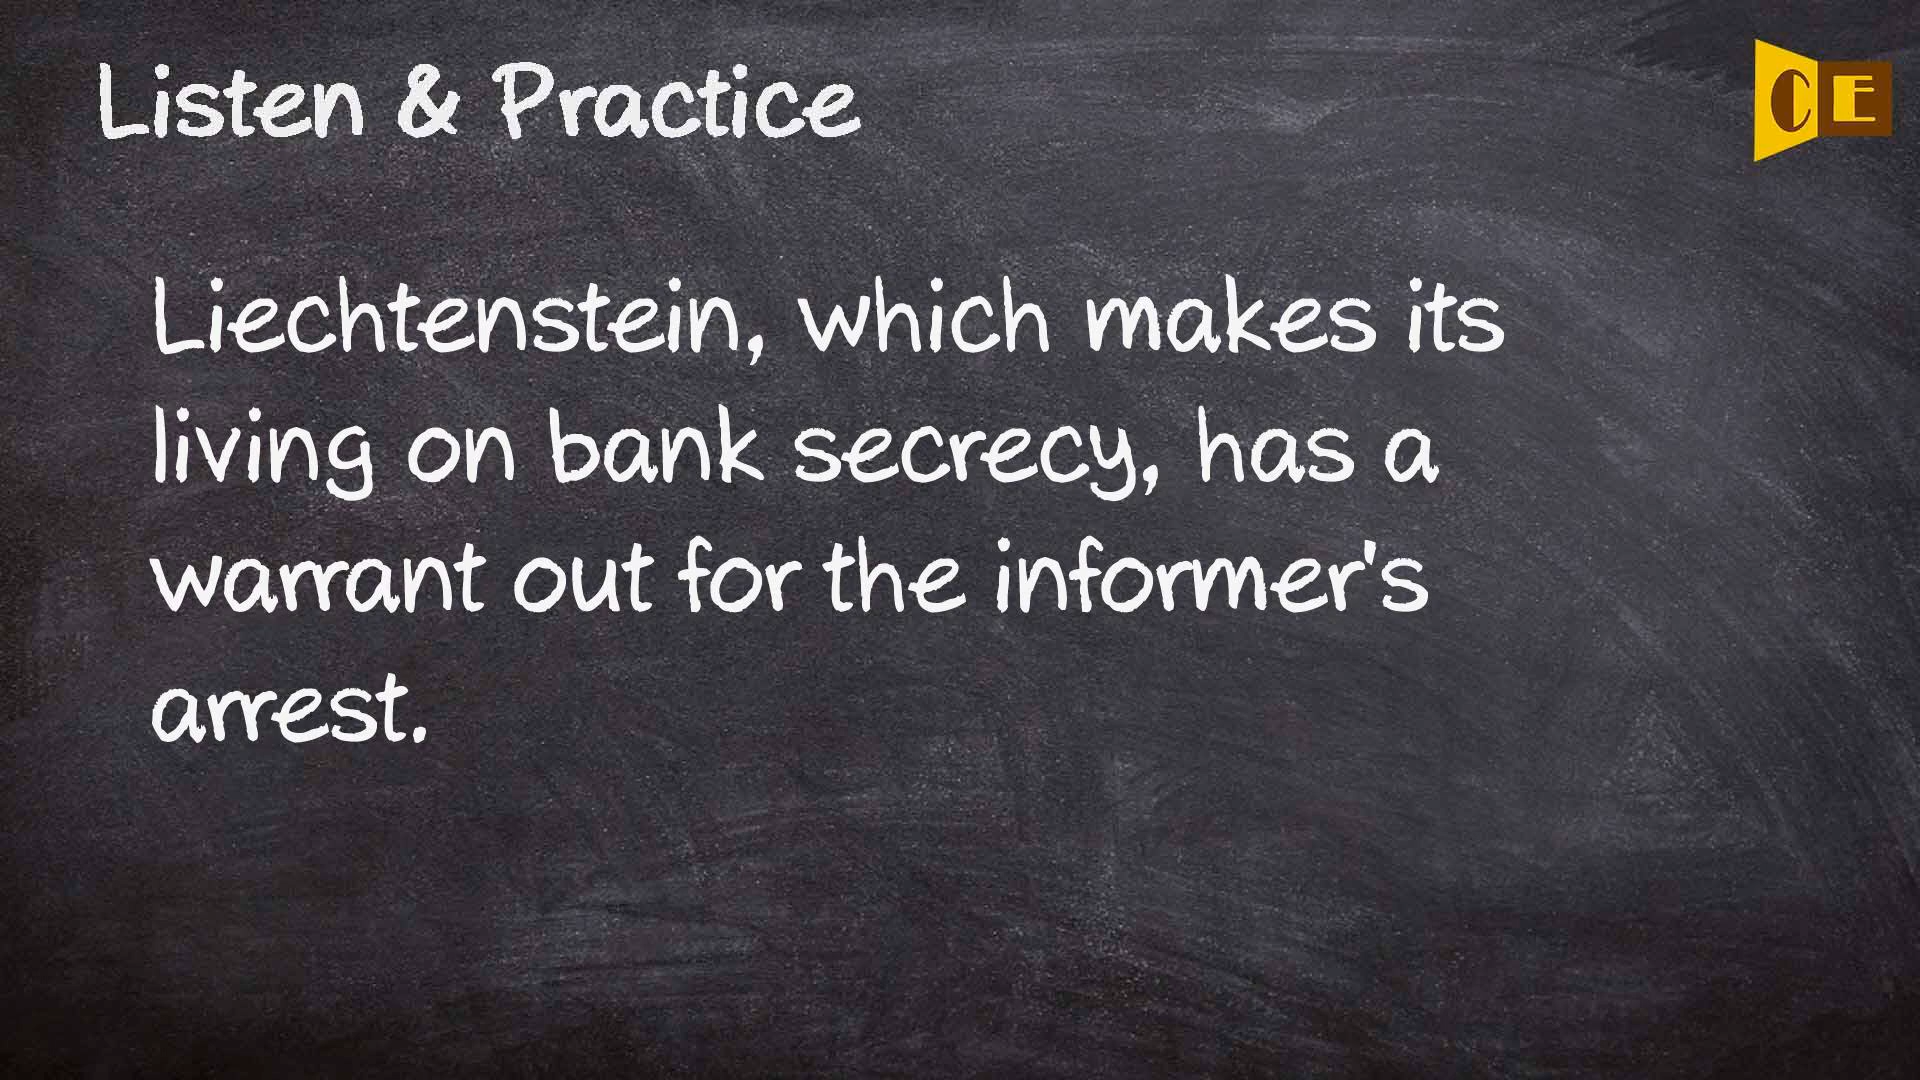 Listen & Practice
CE
Liechtenstein, which makes its
living on bank secrecy, has a
warrant out for the informer's
arrest.